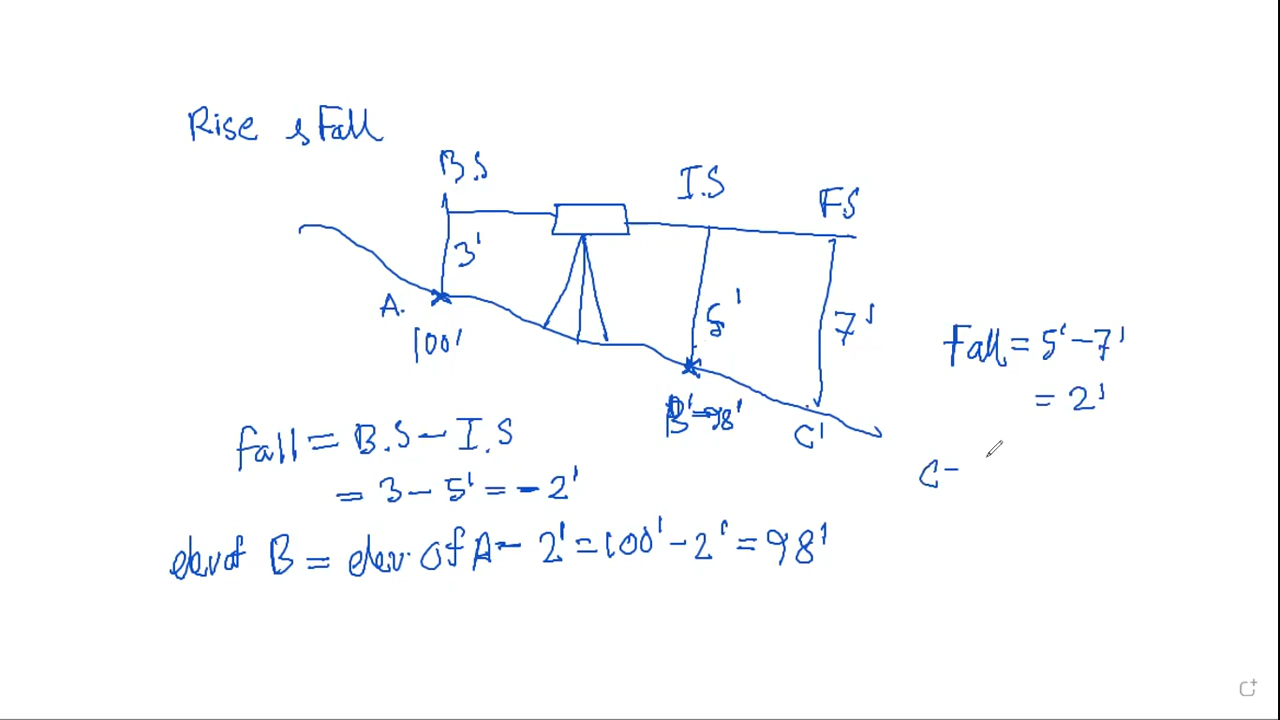 Rise & Fall
B.S
I.S
FS
3'
A.
100'
5'
7'
B'=98'
C'
Fall = 5' - 7'
= 2'
C-
fall = B.S - I.S
= 3 - 5' = - 2'
elev of B = elev. of A - 2' = 100' - 2' = 98'